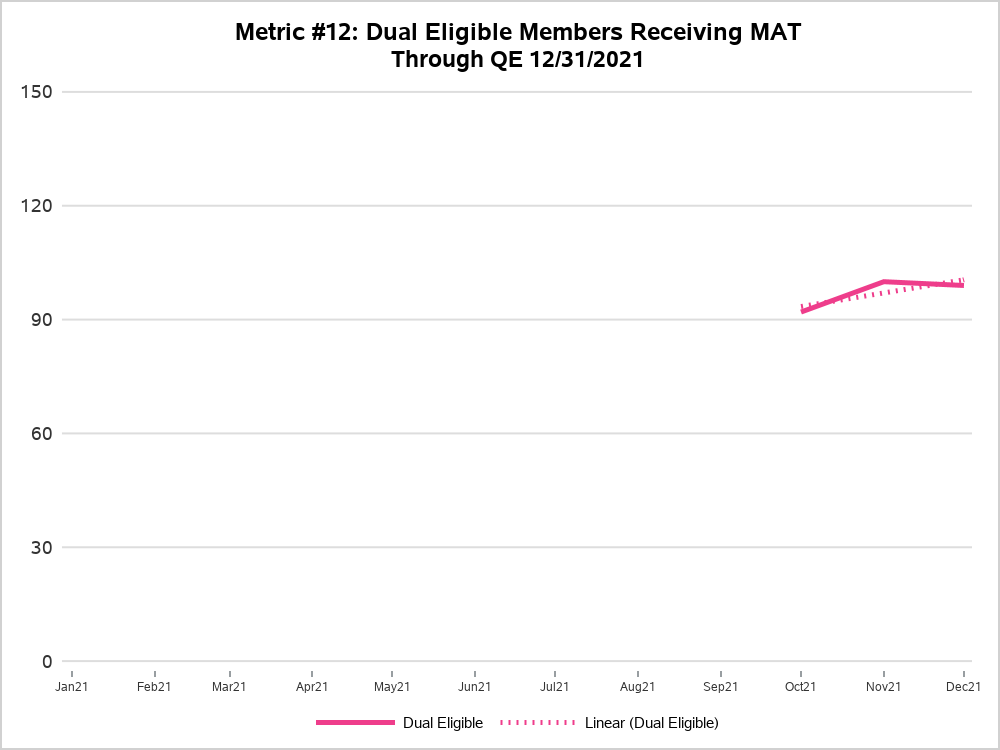 Metric #12: Dual Eligible Members Receiving MAT
Through QE 12/31/2021
150
120
90
60
30
0
Jan21 Feb21 Mar21 Apr21 May21 Jun21 Jul21 Aug21 Sep21 Oct21 Nov21 Dec21
Dual Eligible Linear (Dual Eligible)